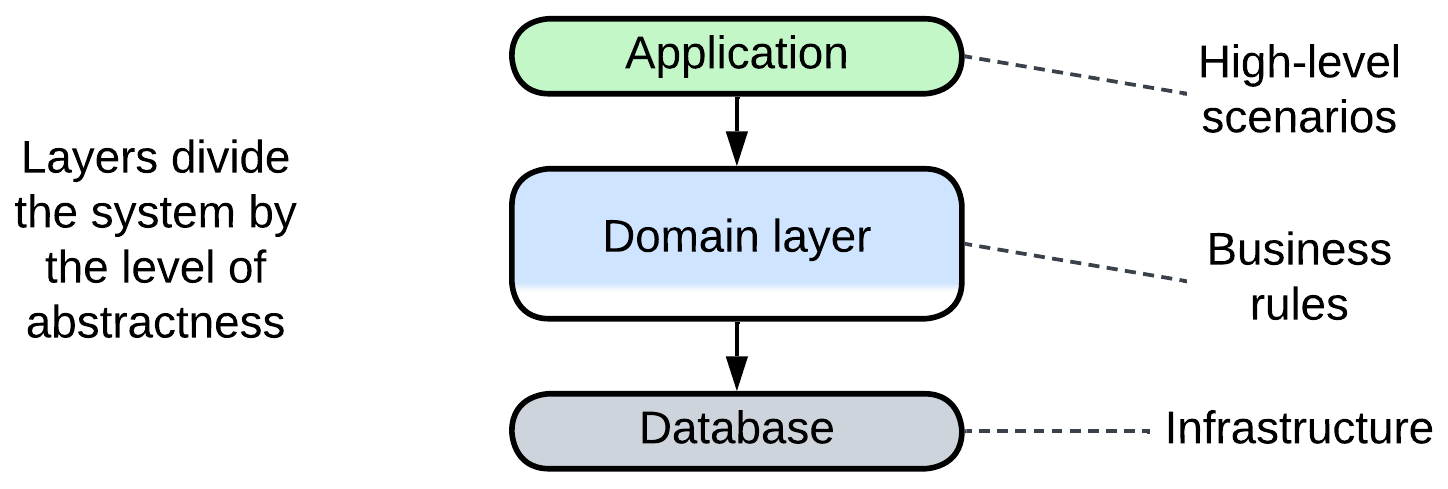 Layers divide
the system by
the level of
abstractness
Application
High-level
scenarios
Domain layer
Business
rules
Database
Infrastructure